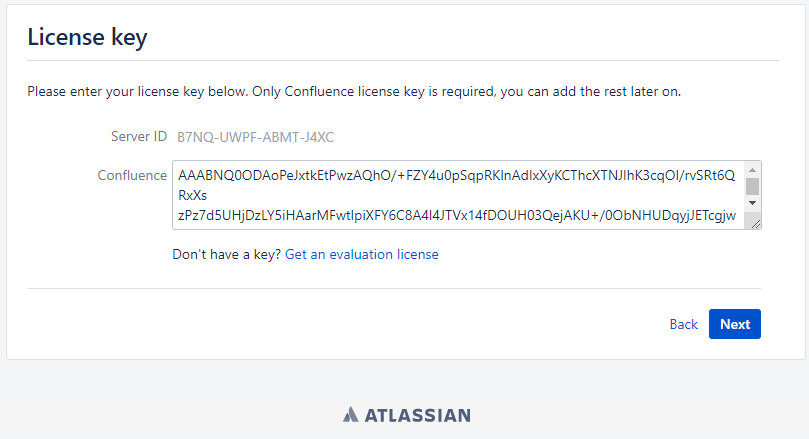 License key
Please enter your license key below. Only Confluence license key is required, you can add the rest later on.
Server ID B7NQ-UWPF-ABMT-J4XC
Confluence AAABNQ0ODAoPeJxtkEtPwzAQhO/+FZY4u0pSqpRKInAdIxXyKCThcXTNJIhK3cqOI/rvSRt6Q
RxXs
zPz7d5UHjDzLY5iHAarMFwtIpiXFY6C8A4I4JTVx14fDOUH03QejAKU+/0ObNHUDqyjJETcgjw
Don't have a key? Get an evaluation license
Back Next
ATLASSIAN